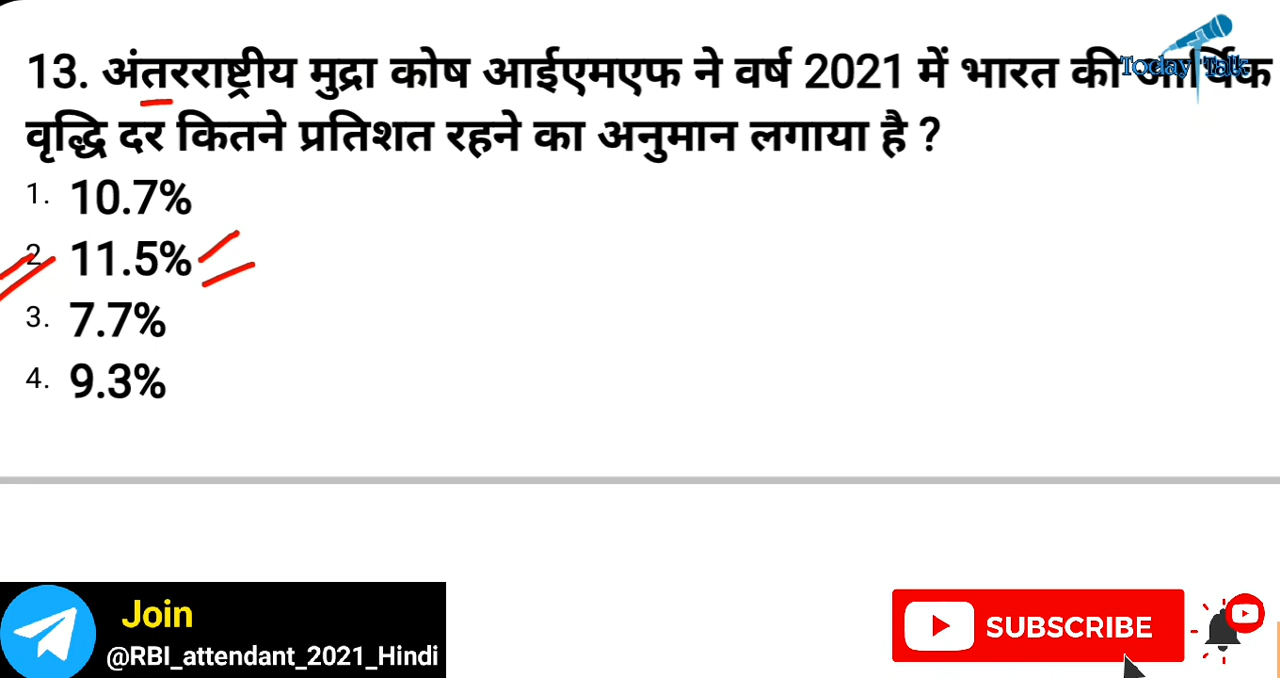 13. अंतरराष्ट्रीय मुद्रा कोष आईएमएफ ने वर्ष 2021 में भारत की आर्थिक
Today Talk
वृद्धि दर कितने प्रतिशत रहने का अनुमान लगाया है ?
1. 10.7%
2. 11.5%
3. 7.7%
4. 9.3%
Join
@RBI_attendant_2021_Hindi
SUBSCRIBE